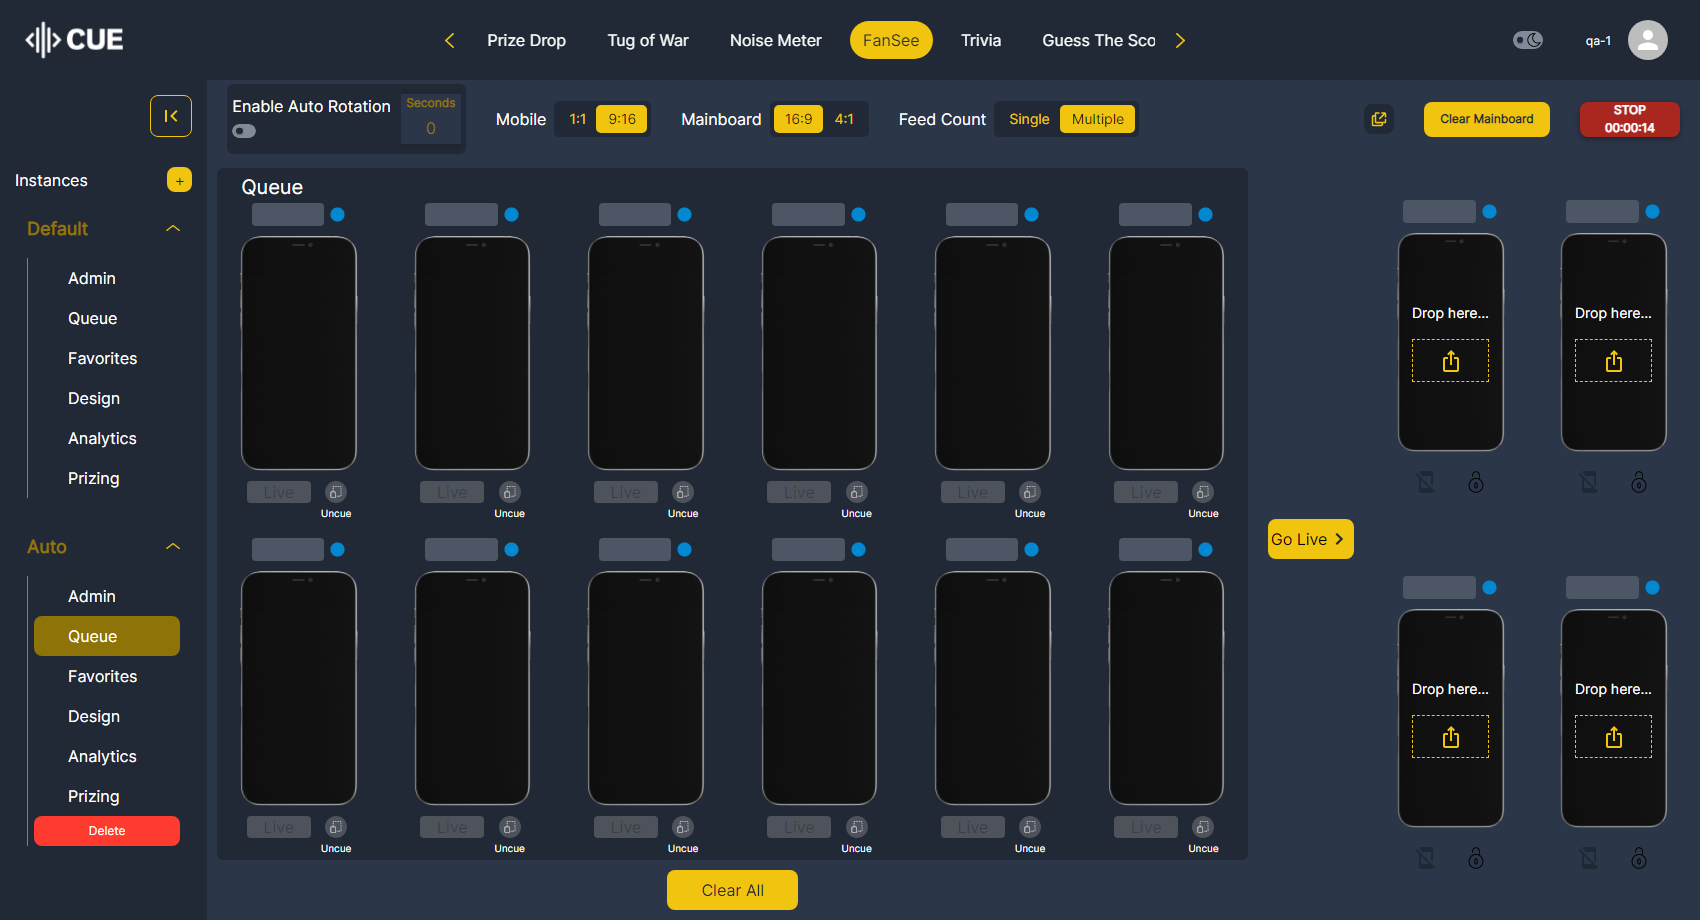 CUE
Prize Drop
Tug of War
Noise Meter
FanSee
Trivia
Guess The Sco
qa-1
Enable Auto Rotation
Seconds
0
Mobile
1:1
9:16
Mainboard
16:9
4:1
Feed Count
Single
Multiple
Clear Mainboard
STOP
00:00:14
Instances
+
Default
Admin
Queue
Favorites
Design
Analytics
Prizing
Auto
Admin
Queue
Favorites
Design
Analytics
Prizing
Delete
Queue
Live
Live
Live
Live
Live
Live
Uncue
Uncue
Uncue
Uncue
Uncue
Uncue
Live
Live
Live
Live
Live
Live
Uncue
Uncue
Uncue
Uncue
Uncue
Uncue
Clear All
Go Live
Drop here...
Drop here...
Drop here...
Drop here...